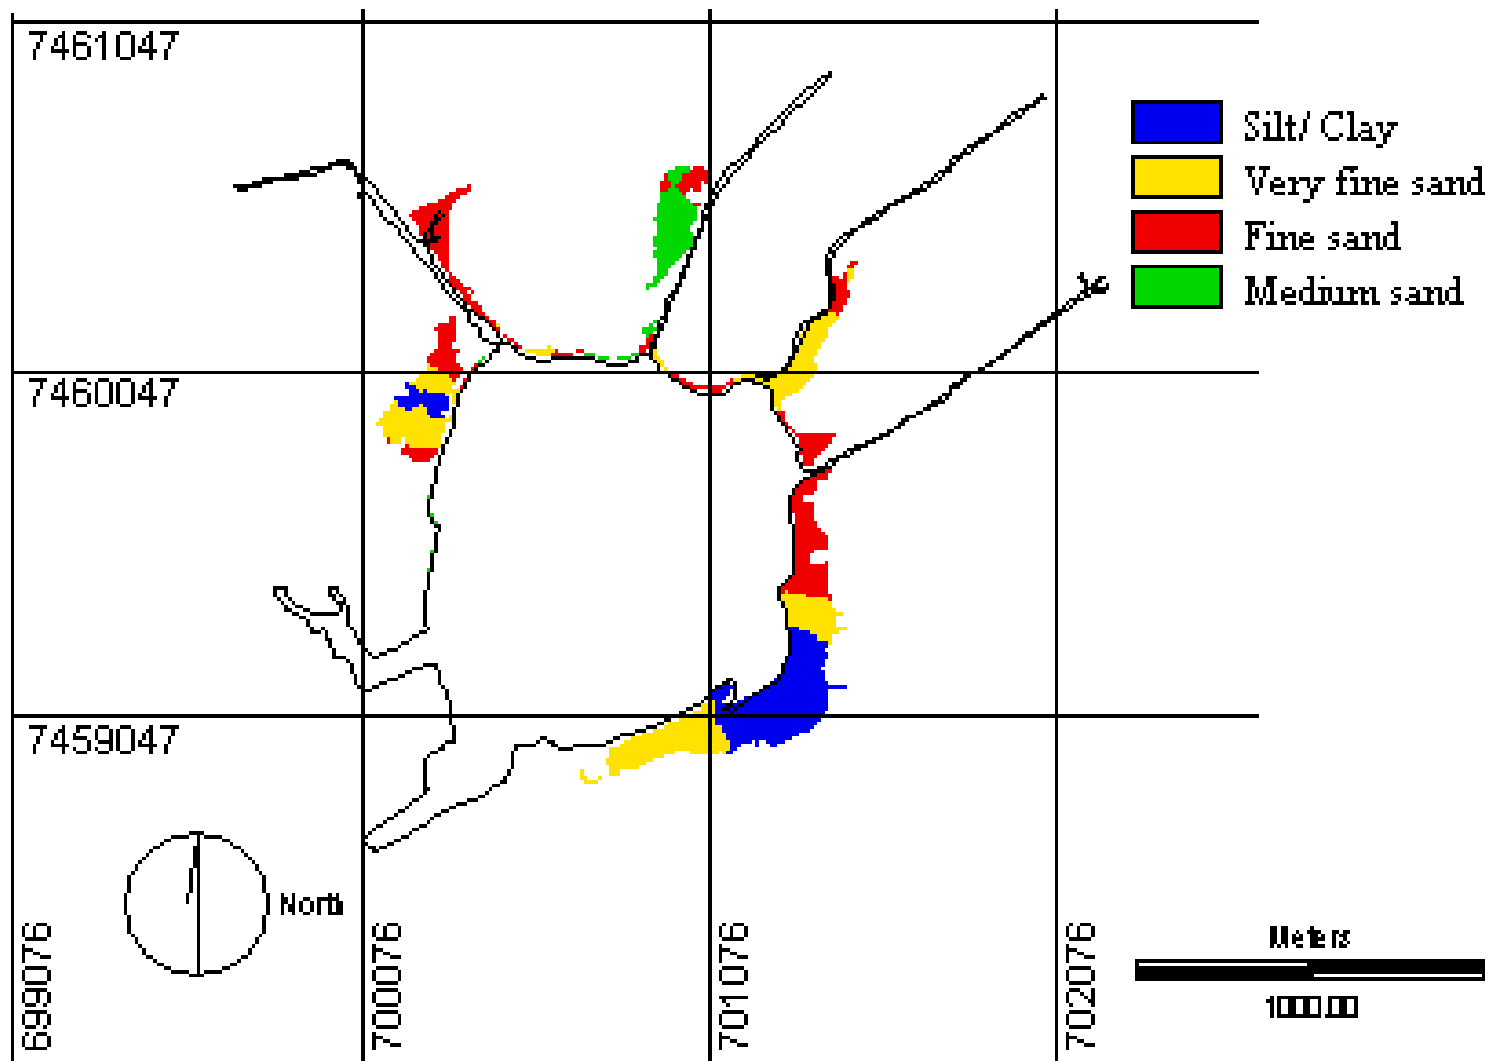 7461047
Silt/ Clay
Very fine sand
Fine sand
Medium sand
7460047
7459047
North
699076
700076
701076
702076
Meters
1000.00